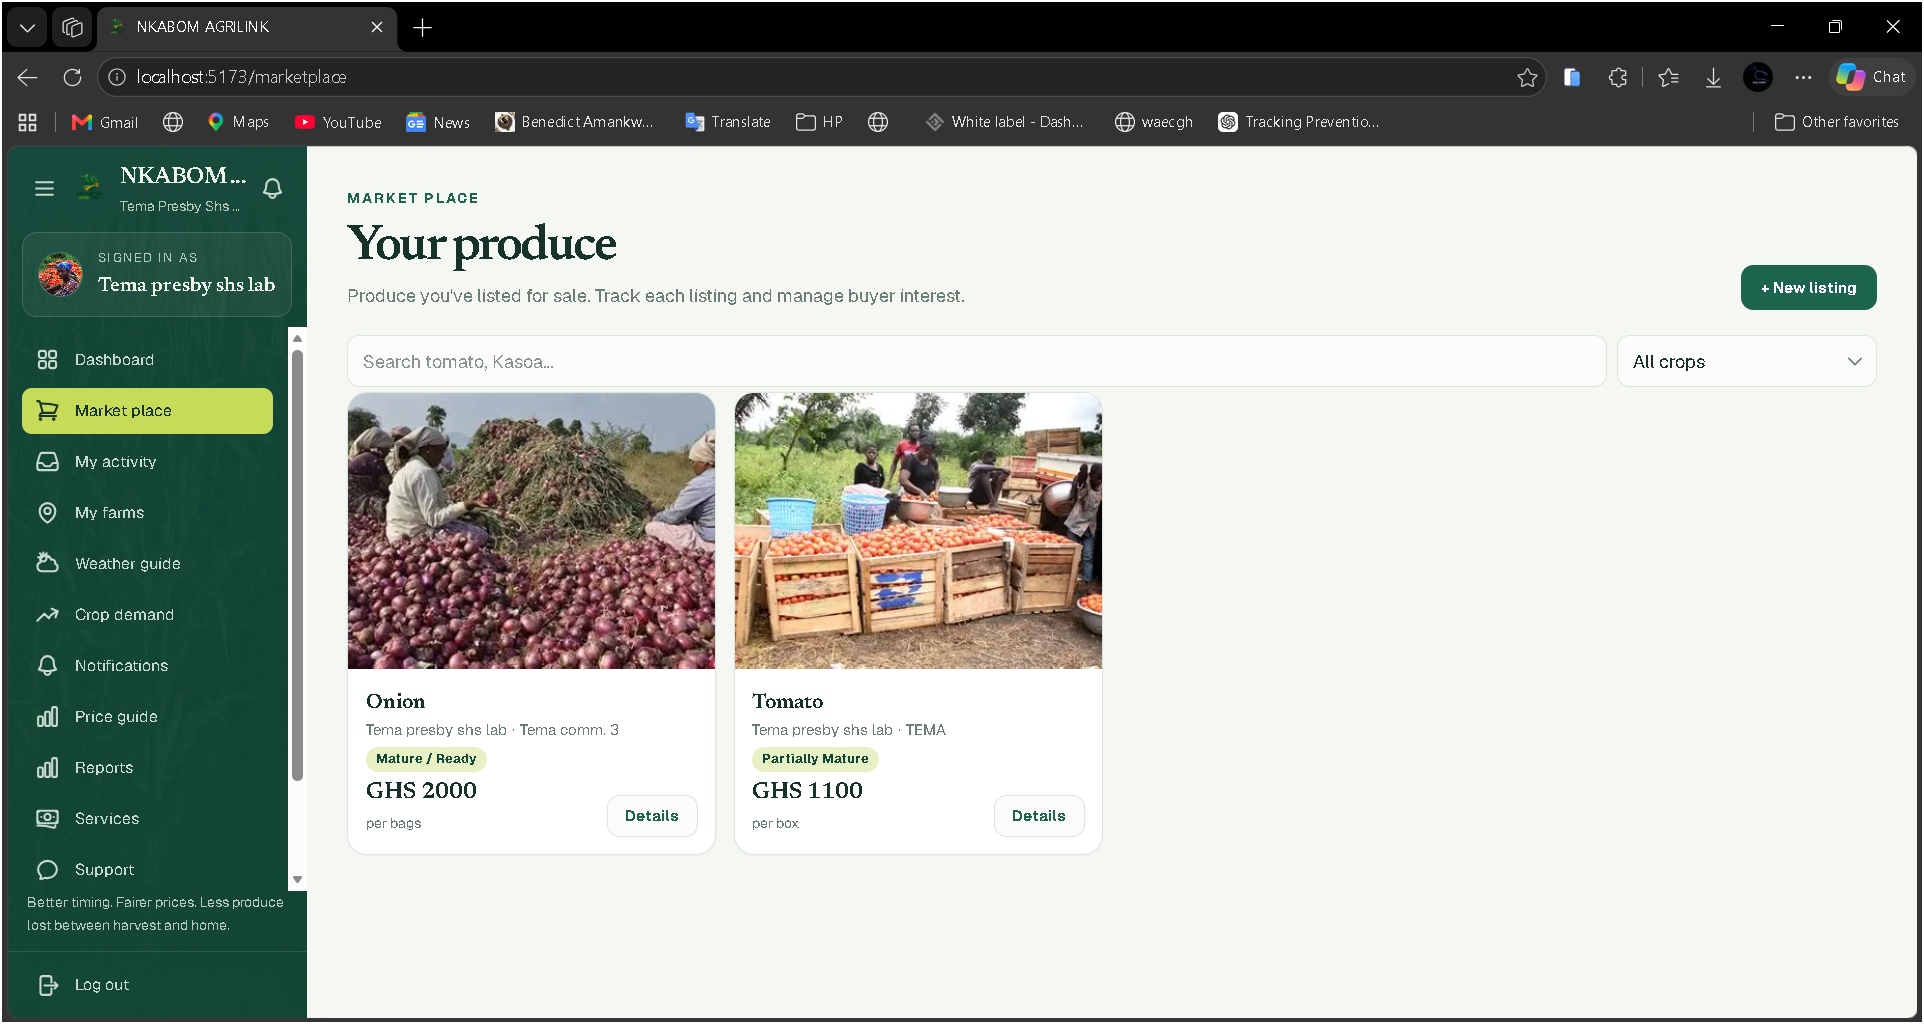 NKABOM AGRILINK
localhost:5173/marketplace
Chat
Gmail
Maps
YouTube
News
Benedict Amankw...
Translate
HP
White label - Dash...
waecgh
Tracking Preventio...
Other favorites
NKABOM...
Tema Presby Shs ...
SIGNED IN AS
Tema presby shs lab
Dashboard
Market place
My activity
My farms
Weather guide
Crop demand
Notifications
Price guide
Reports
Services
Support
Better timing. Fairer prices. Less produce
lost between harvest and home.
Log out
MARKET PLACE
Your produce
Produce you've listed for sale. Track each listing and manage buyer interest.
+ New listing
Search tomato, Kasoa...
All crops
Onion
Tema presby shs lab · Tema comm. 3
Mature / Ready
GHS 2000
per bags
Details
Tomato
Tema presby shs lab · TEMA
Partially Mature
GHS 1100
per box
Details